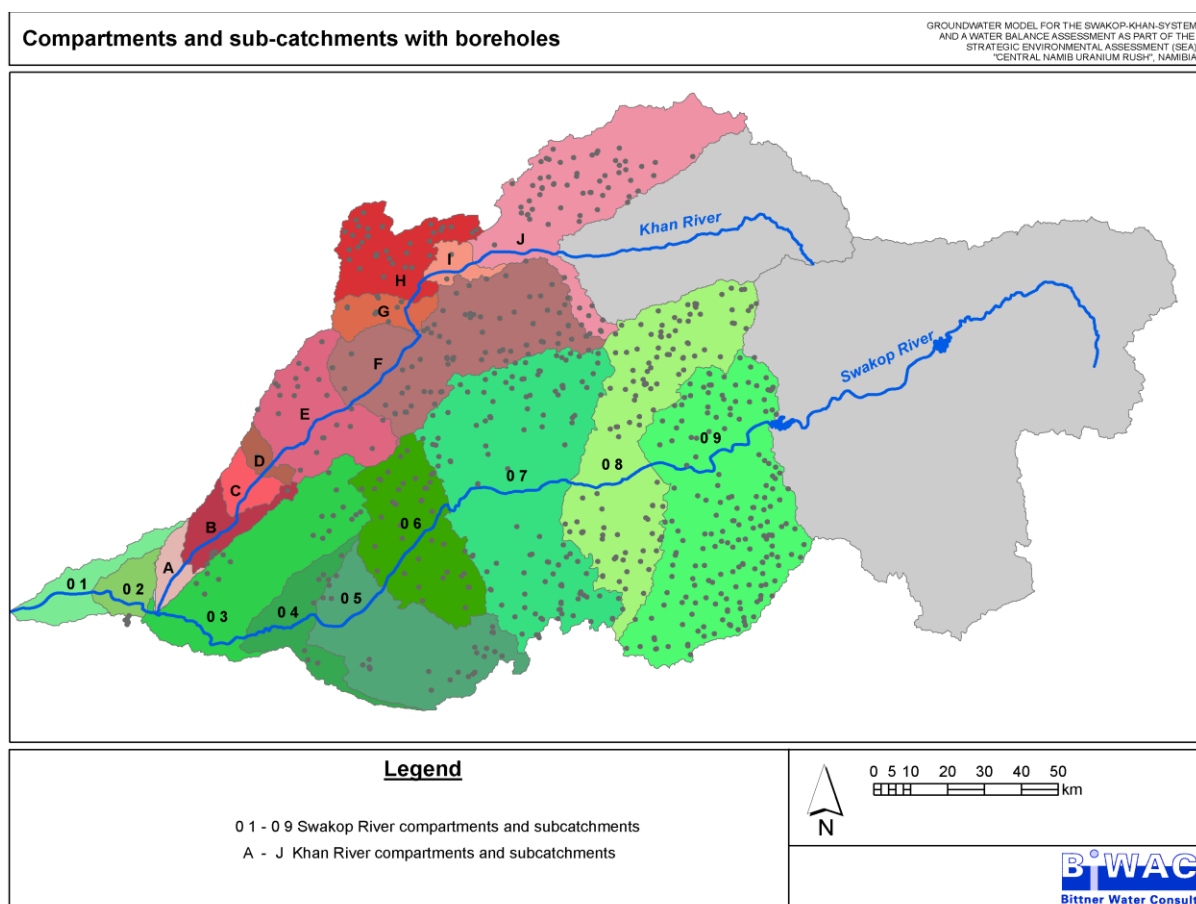 Compartments and sub-catchments with boreholes
GROUNDWATER MODEL FOR THE SWAKOP-KHAN-SYSTEM
AND A WATER BALANCE ASSESSMENT AS PART OF THE
STRATEGIC ENVIRONMENTAL ASSESSMENT (SEA)
"CENTRAL NAMIB URANIUM RUSH", NAMIBIA
Khan River
J
I
H
G
Swakop River
F
E
0 9
D
0 8
0 7
C
0 6
B
A
0 1
0 2
0 5
0 3
0 4
Legend
0 1 - 0 9 Swakop River compartments and subcatchments
A - J Khan River compartments and subcatchments
N
0 5 10 20 30 40 50
km
BiWAC
Bittner Water Consult